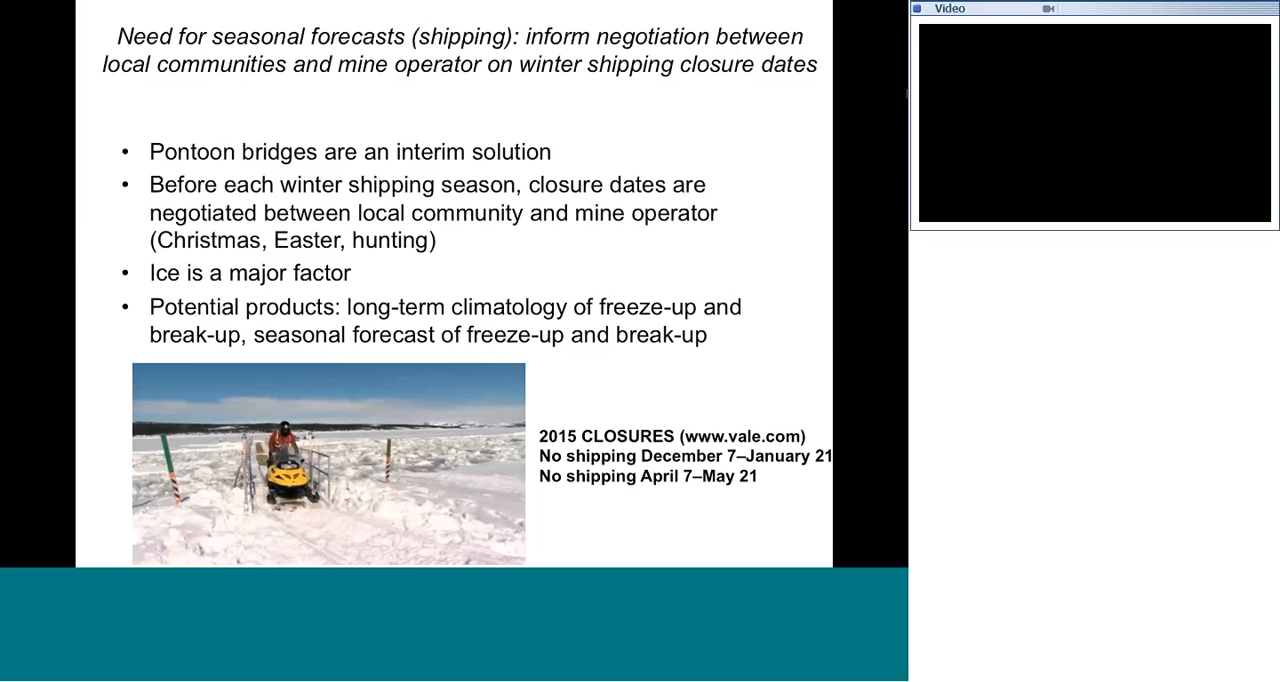 Video
Need for seasonal forecasts (shipping): inform negotiation between
local communities and mine operator on winter shipping closure dates
• Pontoon bridges are an interim solution
• Before each winter shipping season, closure dates are
negotiated between local community and mine operator
(Christmas, Easter, hunting)
• Ice is a major factor
• Potential products: long-term climatology of freeze-up and
break-up, seasonal forecast of freeze-up and break-up
2015 CLOSURES (www.vale.com)
No shipping December 7–January 21
No shipping April 7–May 21